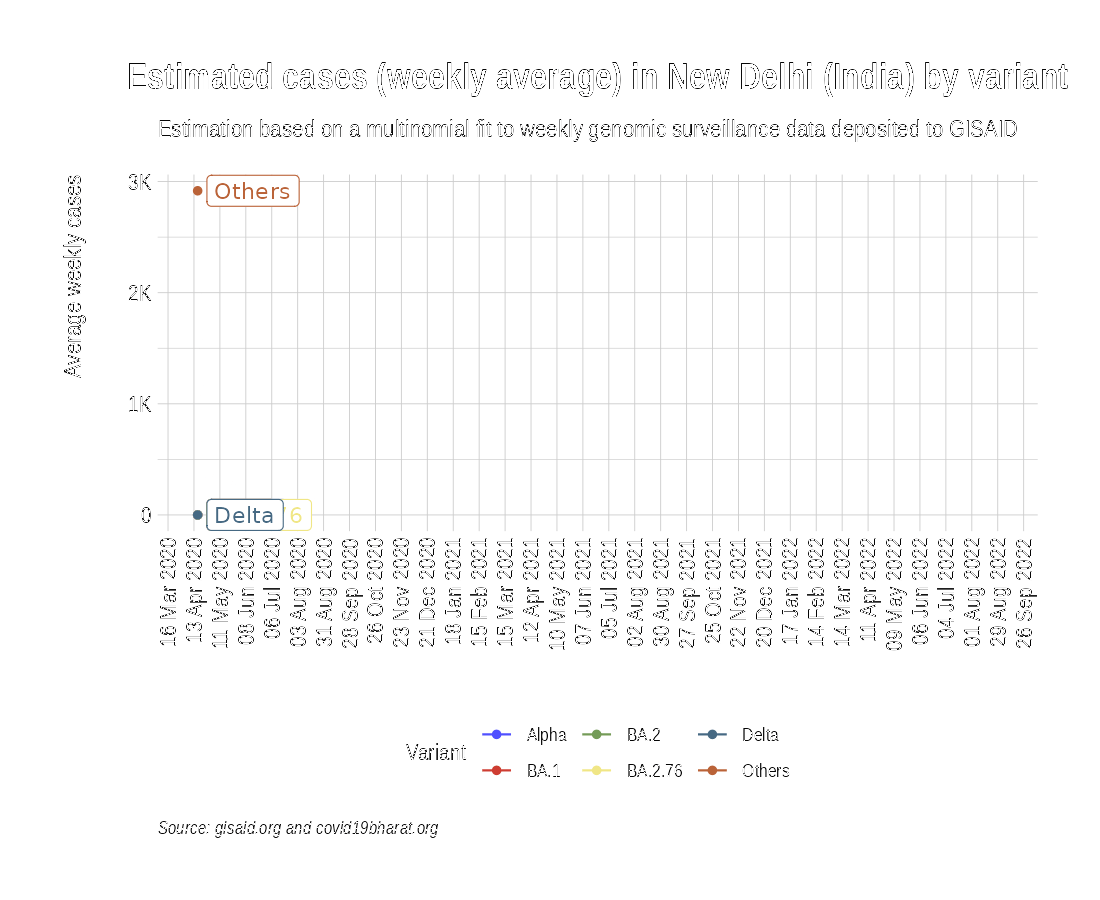 Estimated cases (weekly average) in New Delhi (India) by variant
Estimation based on a multinomial fit to weekly genomic surveillance data deposited to GISAID
Average weekly cases
3K
2K
1K
0
Others
Delta
6
16 Mar 2020
13 Apr 2020
11 May 2020
08 Jun 2020
06 Jul 2020
03 Aug 2020
31 Aug 2020
28 Sep 2020
26 Oct 2020
23 Nov 2020
21 Dec 2020
18 Jan 2021
15 Feb 2021
15 Mar 2021
12 Apr 2021
10 May 2021
07 Jun 2021
05 Jul 2021
02 Aug 2021
30 Aug 2021
27 Sep 2021
25 Oct 2021
22 Nov 2021
20 Dec 2021
17 Jan 2022
14 Feb 2022
14 Mar 2022
11 Apr 2022
09 May 2022
06 Jun 2022
04 Jul 2022
01 Aug 2022
29 Aug 2022
26 Sep 2022
Variant
Alpha BA.2 Delta
BA.1 BA.2.76 Others
Source: gisaid.org and covid19bharat.org